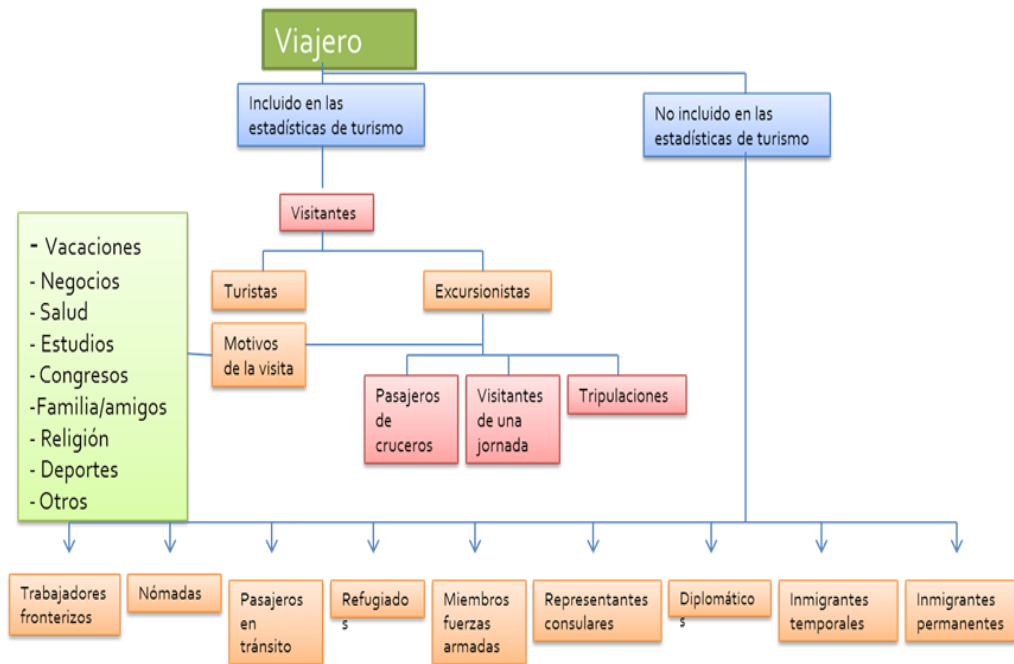 Viajero
Incluido en las
estadísticas de turismo
No incluido en las
estadísticas de turismo
Visitantes
- Vacaciones
- Negocios
- Salud
- Estudios
- Congresos
-Familia/amigos
- Religión
- Deportes
- Otros
Turistas
Excursionistas
Motivos
de la visita
Pasajeros
de
cruceros
Visitantes
de una
jornada
Tripulaciones
Trabajadores
fronterizos
Nómadas
Pasajeros
en
tránsito
Refugiado
s
Miembros
fuerzas
armadas
Representantes
consulares
Diplomático
s
Inmigrantes
temporales
Inmigrantes
permanentes